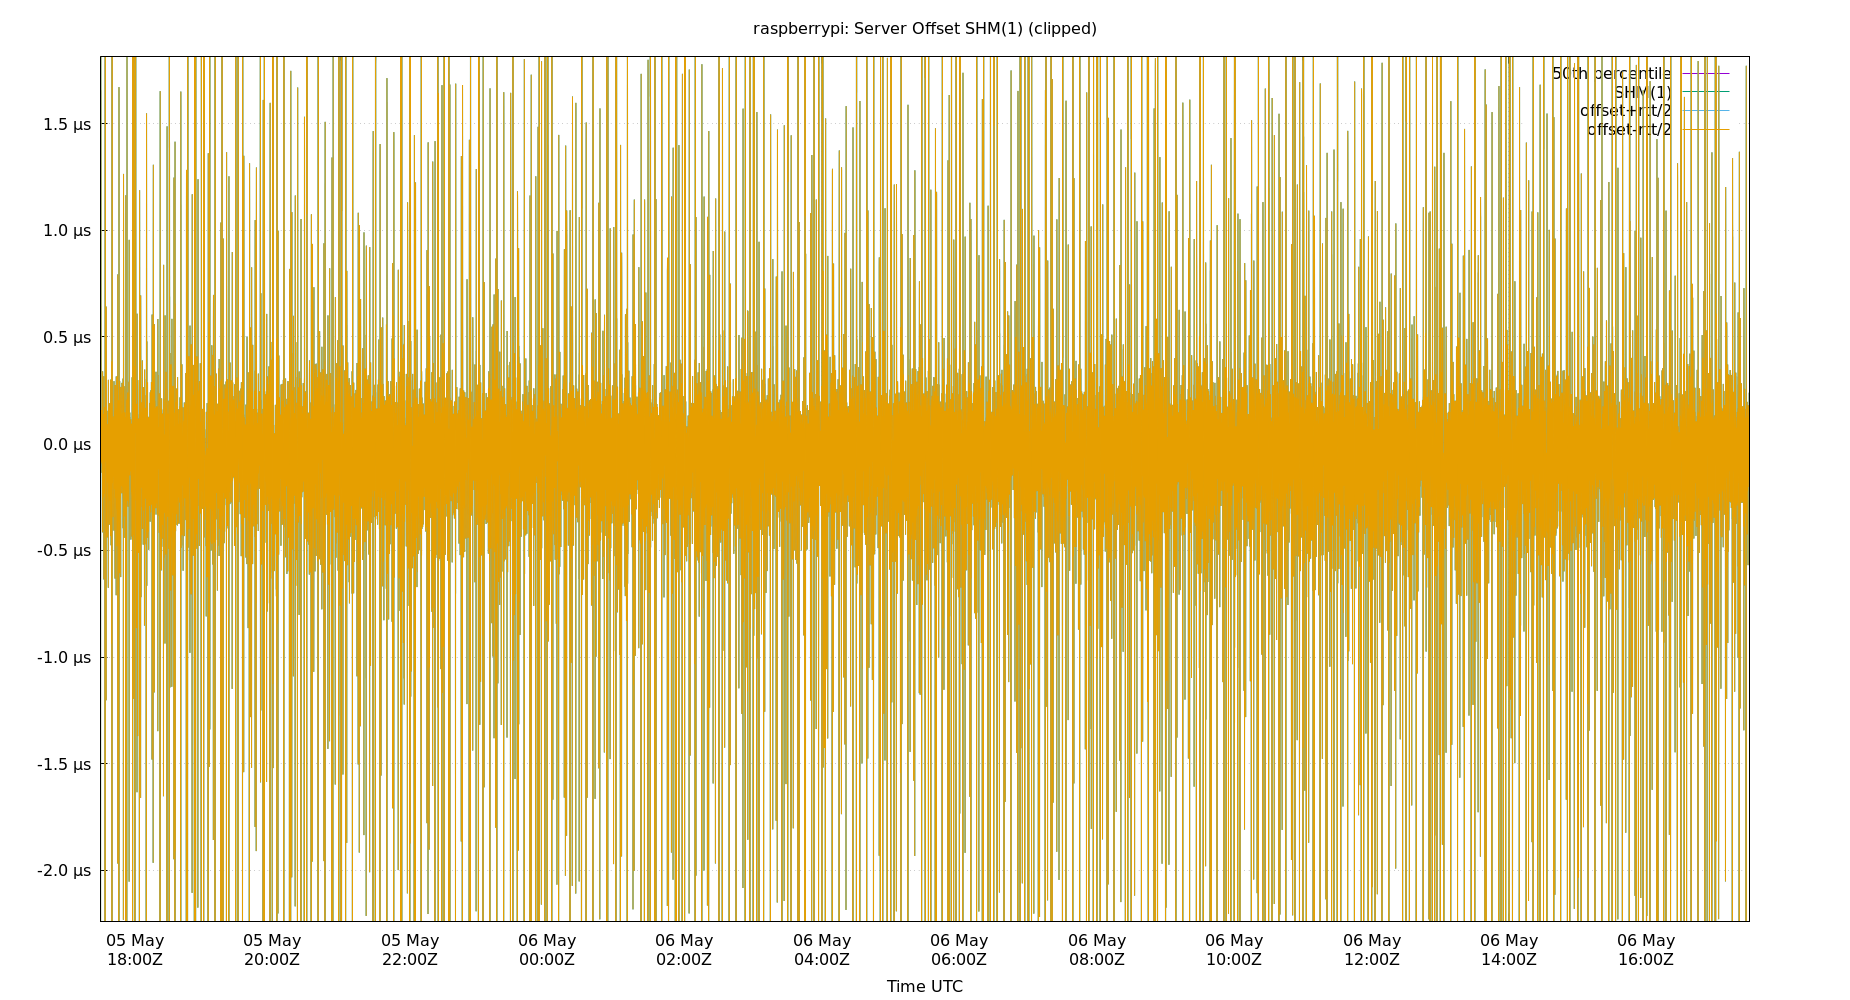 raspberrypi: Server Offset SHM(1) (clipped)
50th percentile
SHM(1)
offset+rtt/2
offset-rtt/2
1.5 µs
1.0 µs
0.5 µs
0.0 µs
-0.5 µs
-1.0 µs
-1.5 µs
-2.0 µs
05 May 05 May 05 May 06 May 06 May 06 May 06 May 06 May 06 May 06 May 06 May 06 May
18:00Z 20:00Z 22:00Z 00:00Z 02:00Z 04:00Z 06:00Z 08:00Z 10:00Z 12:00Z 14:00Z 16:00Z
Time UTC